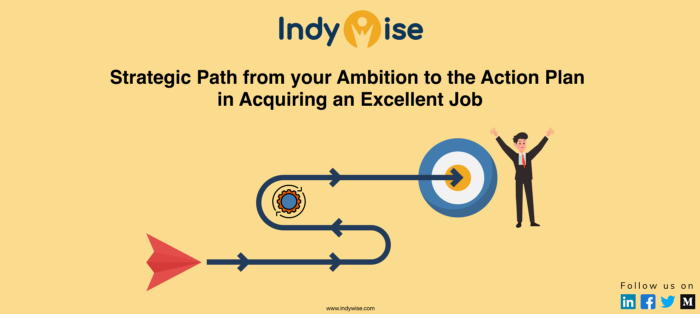 IndyWise
Strategic Path from your Ambition to the Action Plan
in Acquiring an Excellent Job
www.indywise.com
Follow us on
in f M